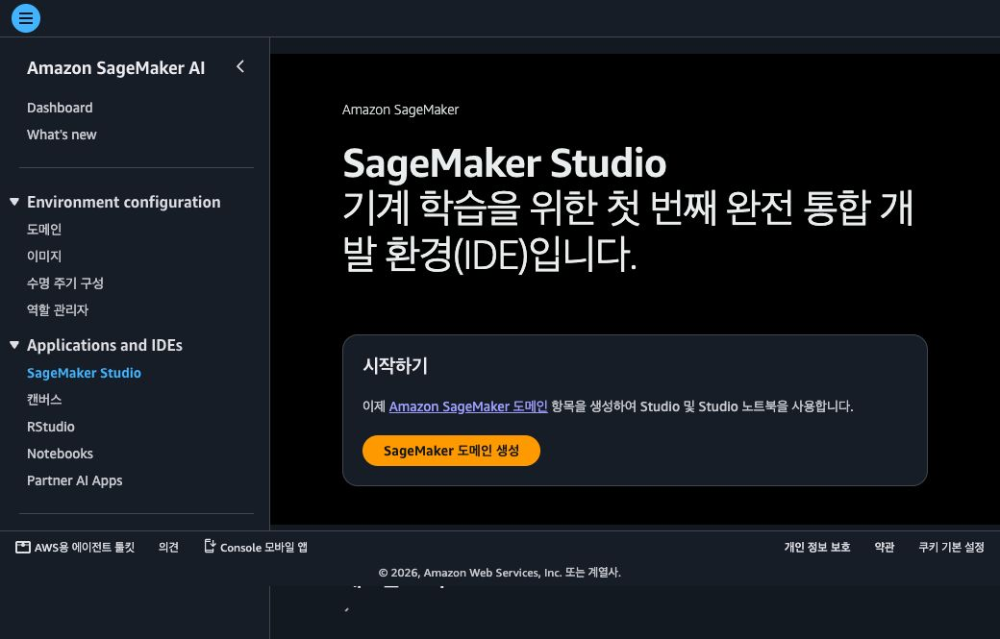 Amazon SageMaker AI
Dashboard
What's new
Environment configuration
도메인
이미지
수명 주기 구성
역할 관리자
Applications and IDEs
SageMaker Studio
캔버스
RStudio
Notebooks
Partner AI Apps
Amazon SageMaker
SageMaker Studio
기계 학습을 위한 첫 번째 완전 통합 개
발 환경(IDE)입니다.
시작하기
이제 Amazon SageMaker 도메인 항목을 생성하여 Studio 및 Studio 노트북을 사용합니다.
SageMaker 도메인 생성
AWS용 에이전트 툴킷
의견
Console 모바일 앱
개인 정보 보호
약관
쿠키 기본 설정
© 2026, Amazon Web Services, Inc. 또는 계열사.